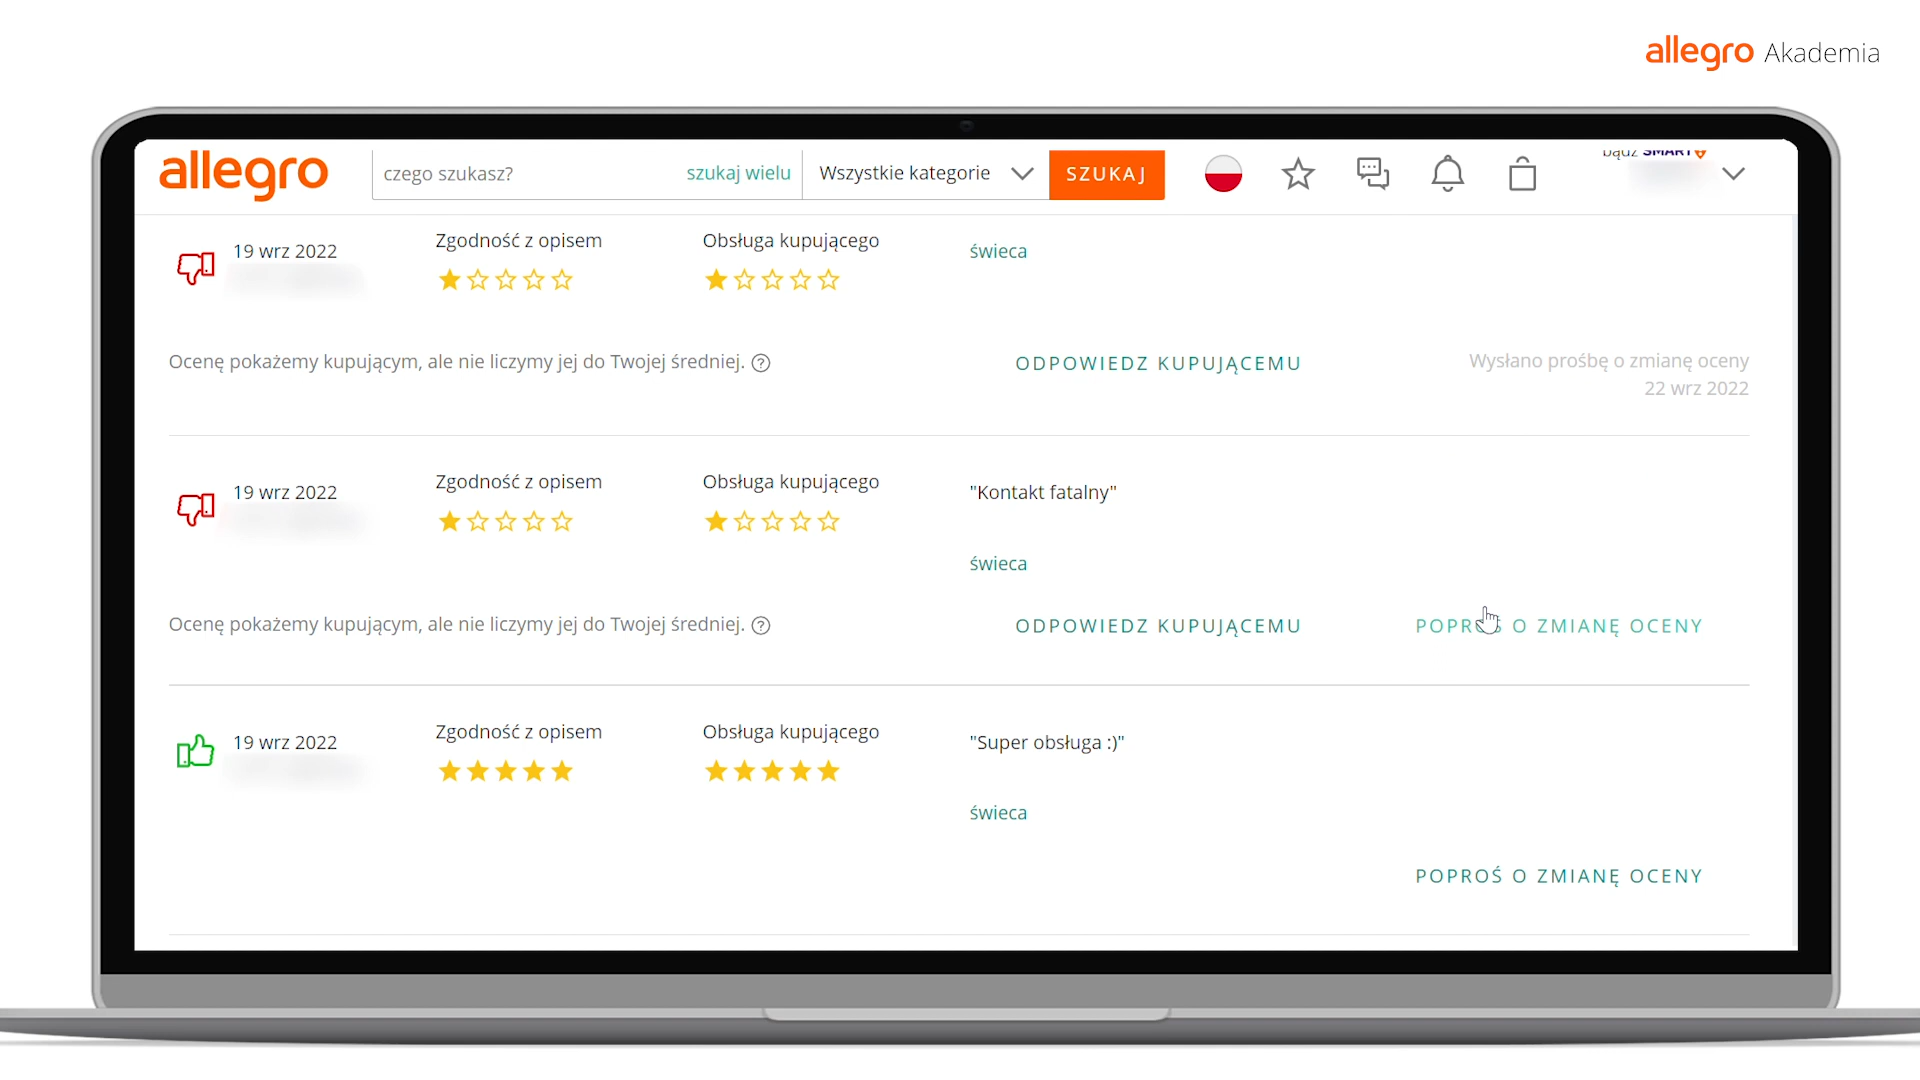 allegro Akademia
allegro
czego szukasz?
szukaj wielu
Wszystkie kategorie
SZUKAJ
bądź SMART
19 wrz 2022
Zgodność z opisem
Obsługa kupującego
świeca
Ocenę pokażemy kupującym, ale nie liczymy jej do Twojej średniej.
ODPOWIEDZ KUPUJĄCEMU
Wysłano prośbę o zmianę oceny
22 wrz 2022
19 wrz 2022
Zgodność z opisem
Obsługa kupującego
"Kontakt fatalny"
świeca
Ocenę pokażemy kupującym, ale nie liczymy jej do Twojej średniej.
ODPOWIEDZ KUPUJĄCEMU
POPROŚ O ZMIANĘ OCENY
19 wrz 2022
Zgodność z opisem
Obsługa kupującego
"Super obsługa :)"
świeca
POPROŚ O ZMIANĘ OCENY